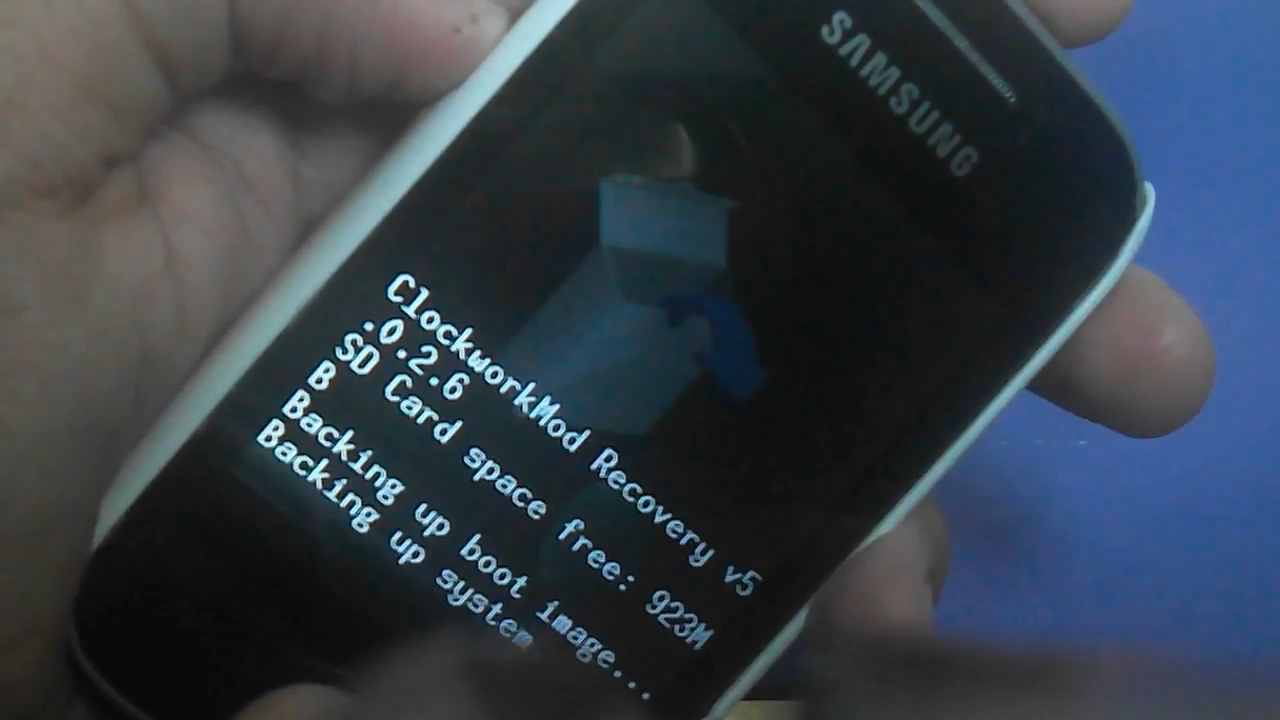 SAMSUNG
ClockworkMod Recovery v5
.0.2.6
SD Card space free: 923M
B
Backing up boot image...
Backing up system